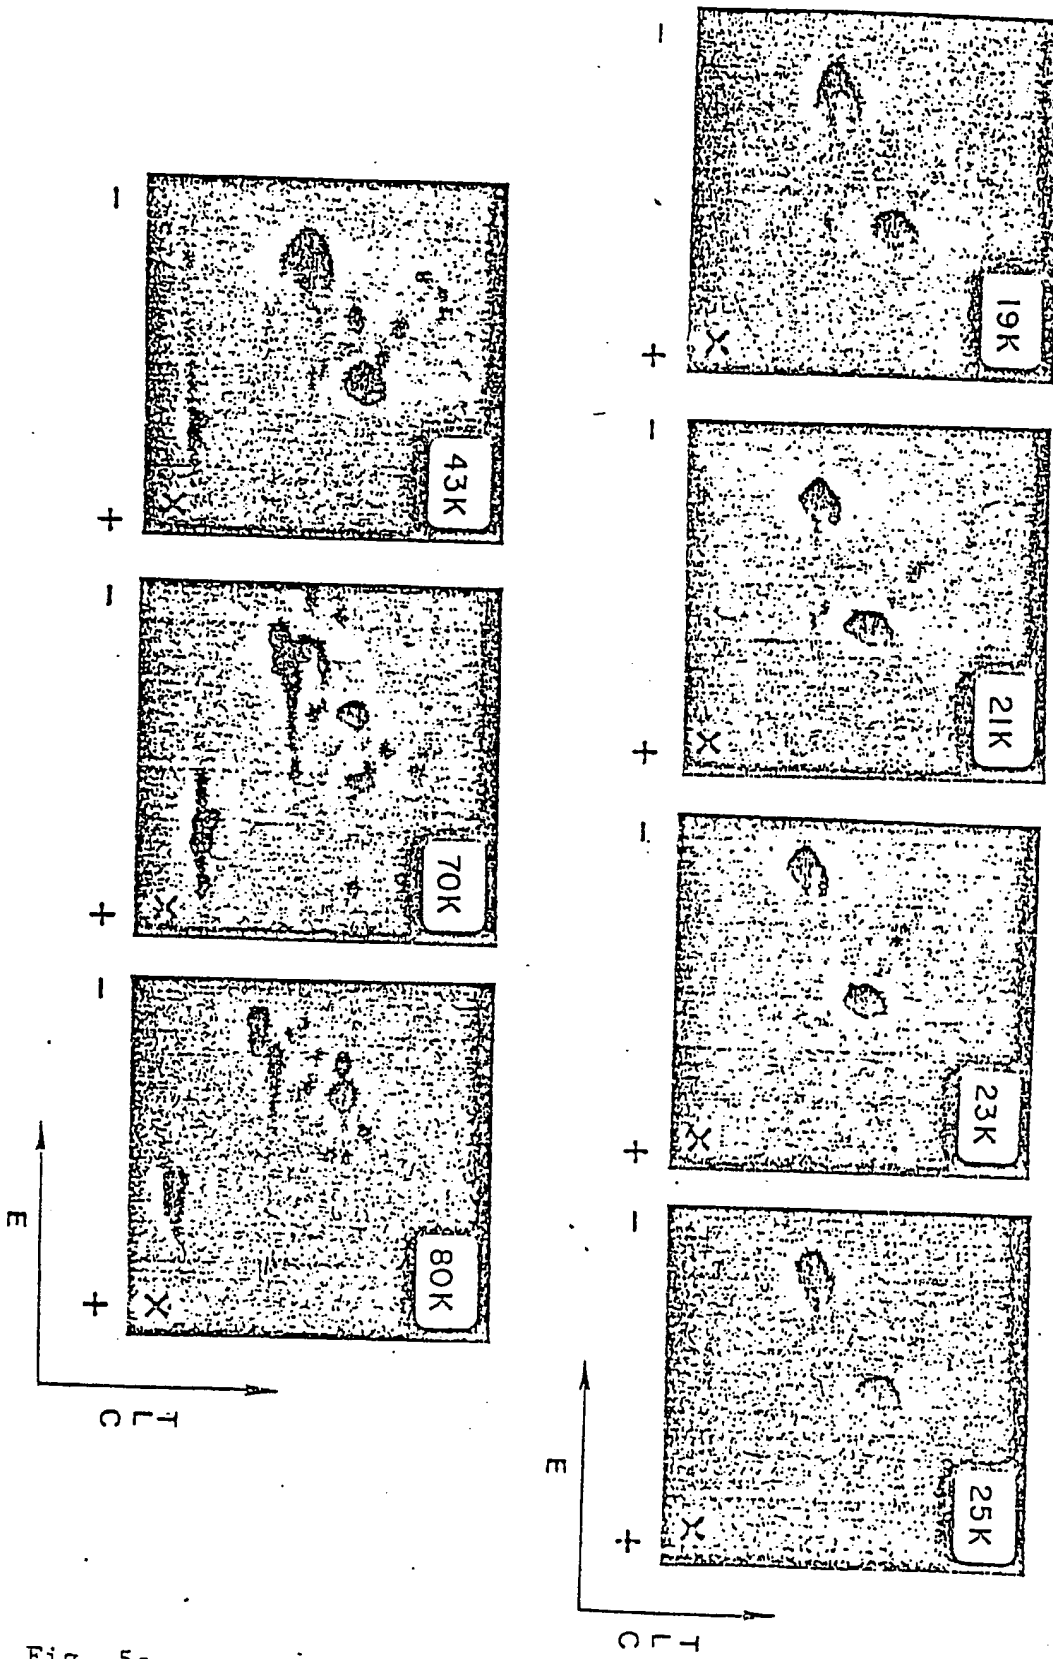 - + - + - + - +
19K 21K 23K 25K
X X X X
E
TLC
- + - + - +
43K 70K 80K
X X X
E
TLC
Fig. 5